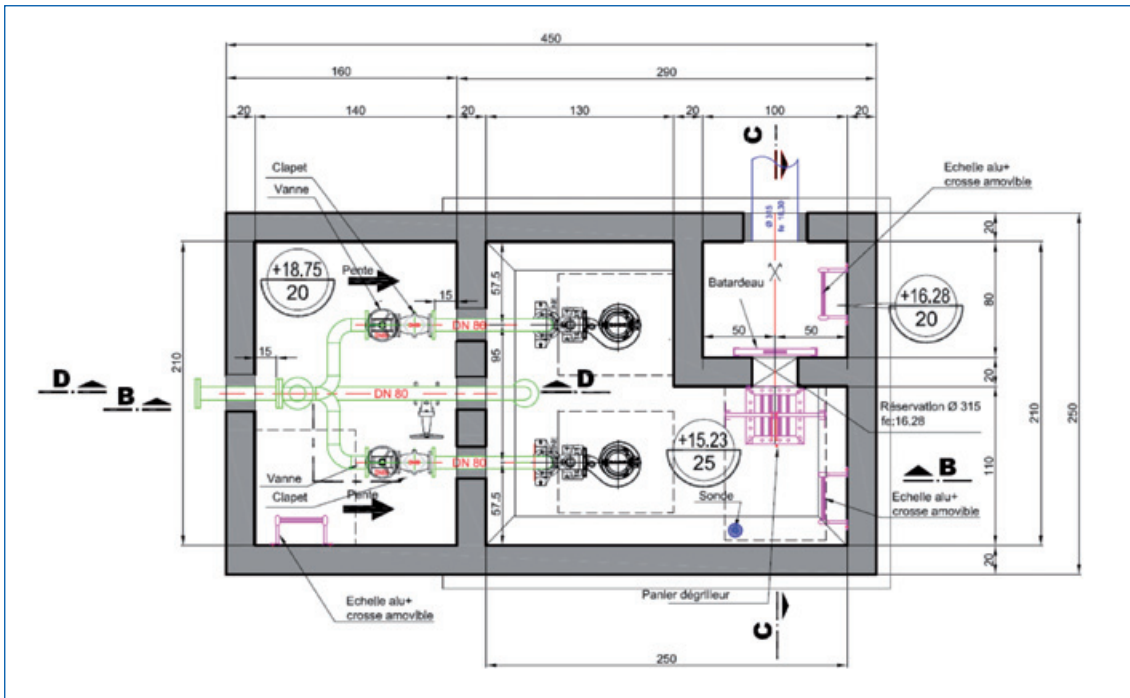 450
160
290
20
140
20
130
20
100
20
C
Clapet
Vanne
Echelle alu+
crosse amovible
Ø 315
fe: 16.30
20
+18.75
20
Pente
15
57.5
Batardeau
+16.28
20
80
DN 80
50
50
210
15
95
20
210
250
D
B
DN 80
D
Réservation Ø 315
fe;16.28
+15.23
25
B
110
DN 80
Vanne
Clapet
Pente
57.5
Sonde
Echelle alu+
crosse amovible
20
Echelle alu+
crosse amovible
Panier dégrilleur
C
250